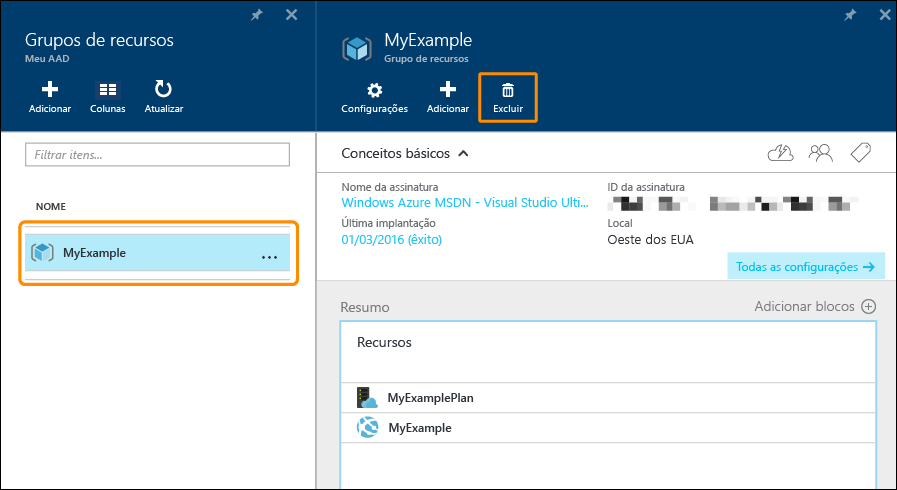 Grupos de recursos
Meu AAD
Adicionar
Colunas
Atualizar
Filtrar itens...
NOME
MyExample
...
MyExample
Grupo de recursos
Configurações
Adicionar
Excluir
Conceitos básicos
Nome da assinatura
Windows Azure MSDN - Visual Studio Ulti...
ID da assinatura
Última implantação
01/03/2016 (êxito)
Local
Oeste dos EUA
Todas as configurações →
Resumo
Adicionar blocos
Recursos
MyExamplePlan
MyExample